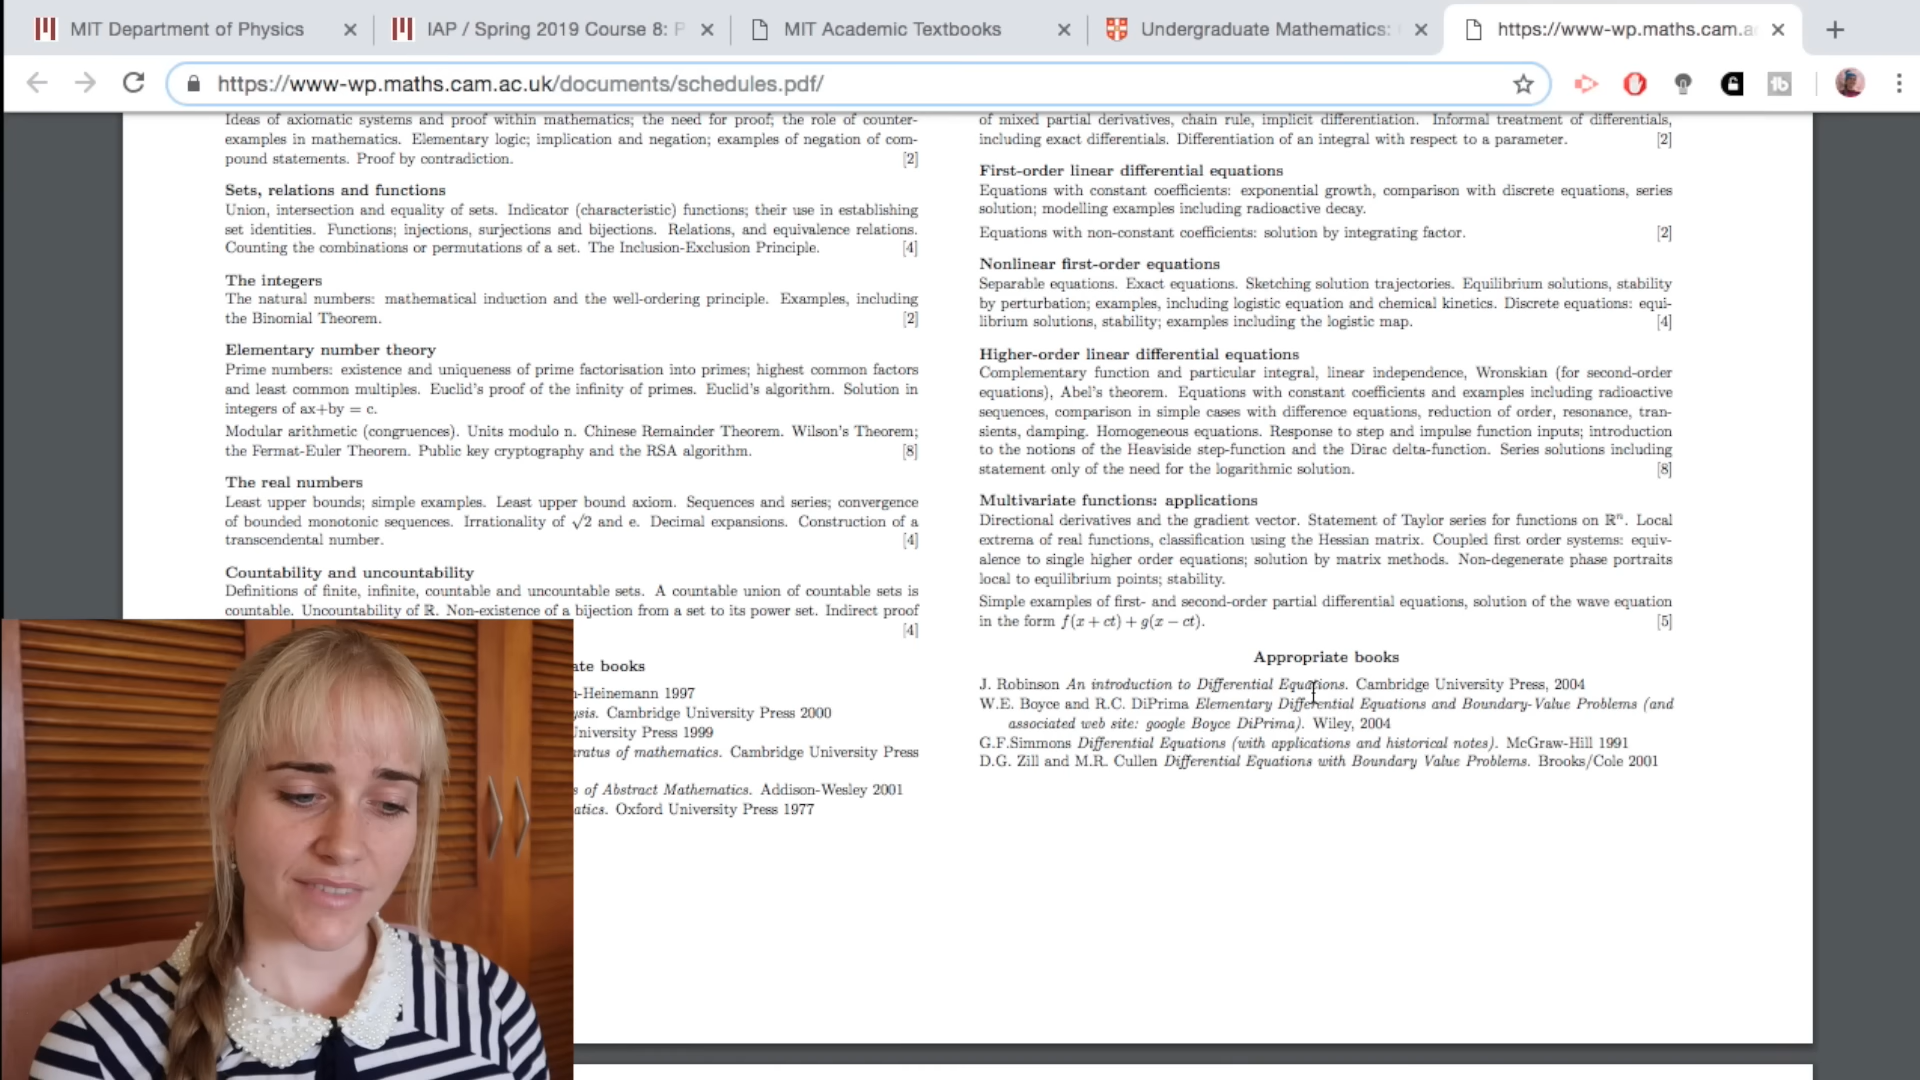 MIT Department of Physics
IAP / Spring 2019 Course 8: P
MIT Academic Textbooks
Undergraduate Mathematics:
https://www-wp.maths.cam.a
https://www-wp.maths.cam.ac.uk/documents/schedules.pdf/
Ideas of axiomatic systems and proof within mathematics; the need for proof; the role of counter-
examples in mathematics. Elementary logic; implication and negation; examples of negation of com-
pound statements. Proof by contradiction. [2]
Sets, relations and functions
Union, intersection and equality of sets. Indicator (characteristic) functions; their use in establishing
set identities. Functions; injections, surjections and bijections. Relations, and equivalence relations.
Counting the combinations or permutations of a set. The Inclusion-Exclusion Principle. [4]
The integers
The natural numbers: mathematical induction and the well-ordering principle. Examples, including
the Binomial Theorem. [2]
Elementary number theory
Prime numbers: existence and uniqueness of prime factorisation into primes; highest common factors
and least common multiples. Euclid's proof of the infinity of primes. Euclid's algorithm. Solution in
integers of ax+by = c.
Modular arithmetic (congruences). Units modulo n. Chinese Remainder Theorem. Wilson's Theorem;
the Fermat-Euler Theorem. Public key cryptography and the RSA algorithm. [8]
The real numbers
Least upper bounds; simple examples. Least upper bound axiom. Sequences and series; convergence
of bounded monotonic sequences. Irrationality of √2 and e. Decimal expansions. Construction of a
transcendental number. [4]
Countability and uncountability
Definitions of finite, infinite, countable and uncountable sets. A countable union of countable sets is
countable. Uncountability of ℝ. Non-existence of a bijection from a set to its power set. Indirect proof
[4]
ate books
-Heinemann 1997
ysis. Cambridge University Press 2000
University Press 1999
ratus of mathematics. Cambridge University Press
s of Abstract Mathematics. Addison-Wesley 2001
atics. Oxford University Press 1977
of mixed partial derivatives, chain rule, implicit differentiation. Informal treatment of differentials,
including exact differentials. Differentiation of an integral with respect to a parameter. [2]
First-order linear differential equations
Equations with constant coefficients: exponential growth, comparison with discrete equations, series
solution; modelling examples including radioactive decay.
Equations with non-constant coefficients: solution by integrating factor. [2]
Nonlinear first-order equations
Separable equations. Exact equations. Sketching solution trajectories. Equilibrium solutions, stability
by perturbation; examples, including logistic equation and chemical kinetics. Discrete equations: equi-
librium solutions, stability; examples including the logistic map. [4]
Higher-order linear differential equations
Complementary function and particular integral, linear independence, Wronskian (for second-order
equations), Abel's theorem. Equations with constant coefficients and examples including radioactive
sequences, comparison in simple cases with difference equations, reduction of order, resonance, tran-
sients, damping. Homogeneous equations. Response to step and impulse function inputs; introduction
to the notions of the Heaviside step-function and the Dirac delta-function. Series solutions including
statement only of the need for the logarithmic solution. [8]
Multivariate functions: applications
Directional derivatives and the gradient vector. Statement of Taylor series for functions on ℝⁿ. Local
extrema of real functions, classification using the Hessian matrix. Coupled first order systems: equiv-
alence to single higher order equations; solution by matrix methods. Non-degenerate phase portraits
local to equilibrium points; stability.
Simple examples of first- and second-order partial differential equations, solution of the wave equation
in the form f(x + ct) + g(x − ct). [5]
Appropriate books
J. Robinson An introduction to Differential Equations. Cambridge University Press, 2004
W.E. Boyce and R.C. DiPrima Elementary Differential Equations and Boundary-Value Problems (and
associated web site: google Boyce DiPrima). Wiley, 2004
G.F.Simmons Differential Equations (with applications and historical notes). McGraw-Hill 1991
D.G. Zill and M.R. Cullen Differential Equations with Boundary Value Problems. Brooks/Cole 2001